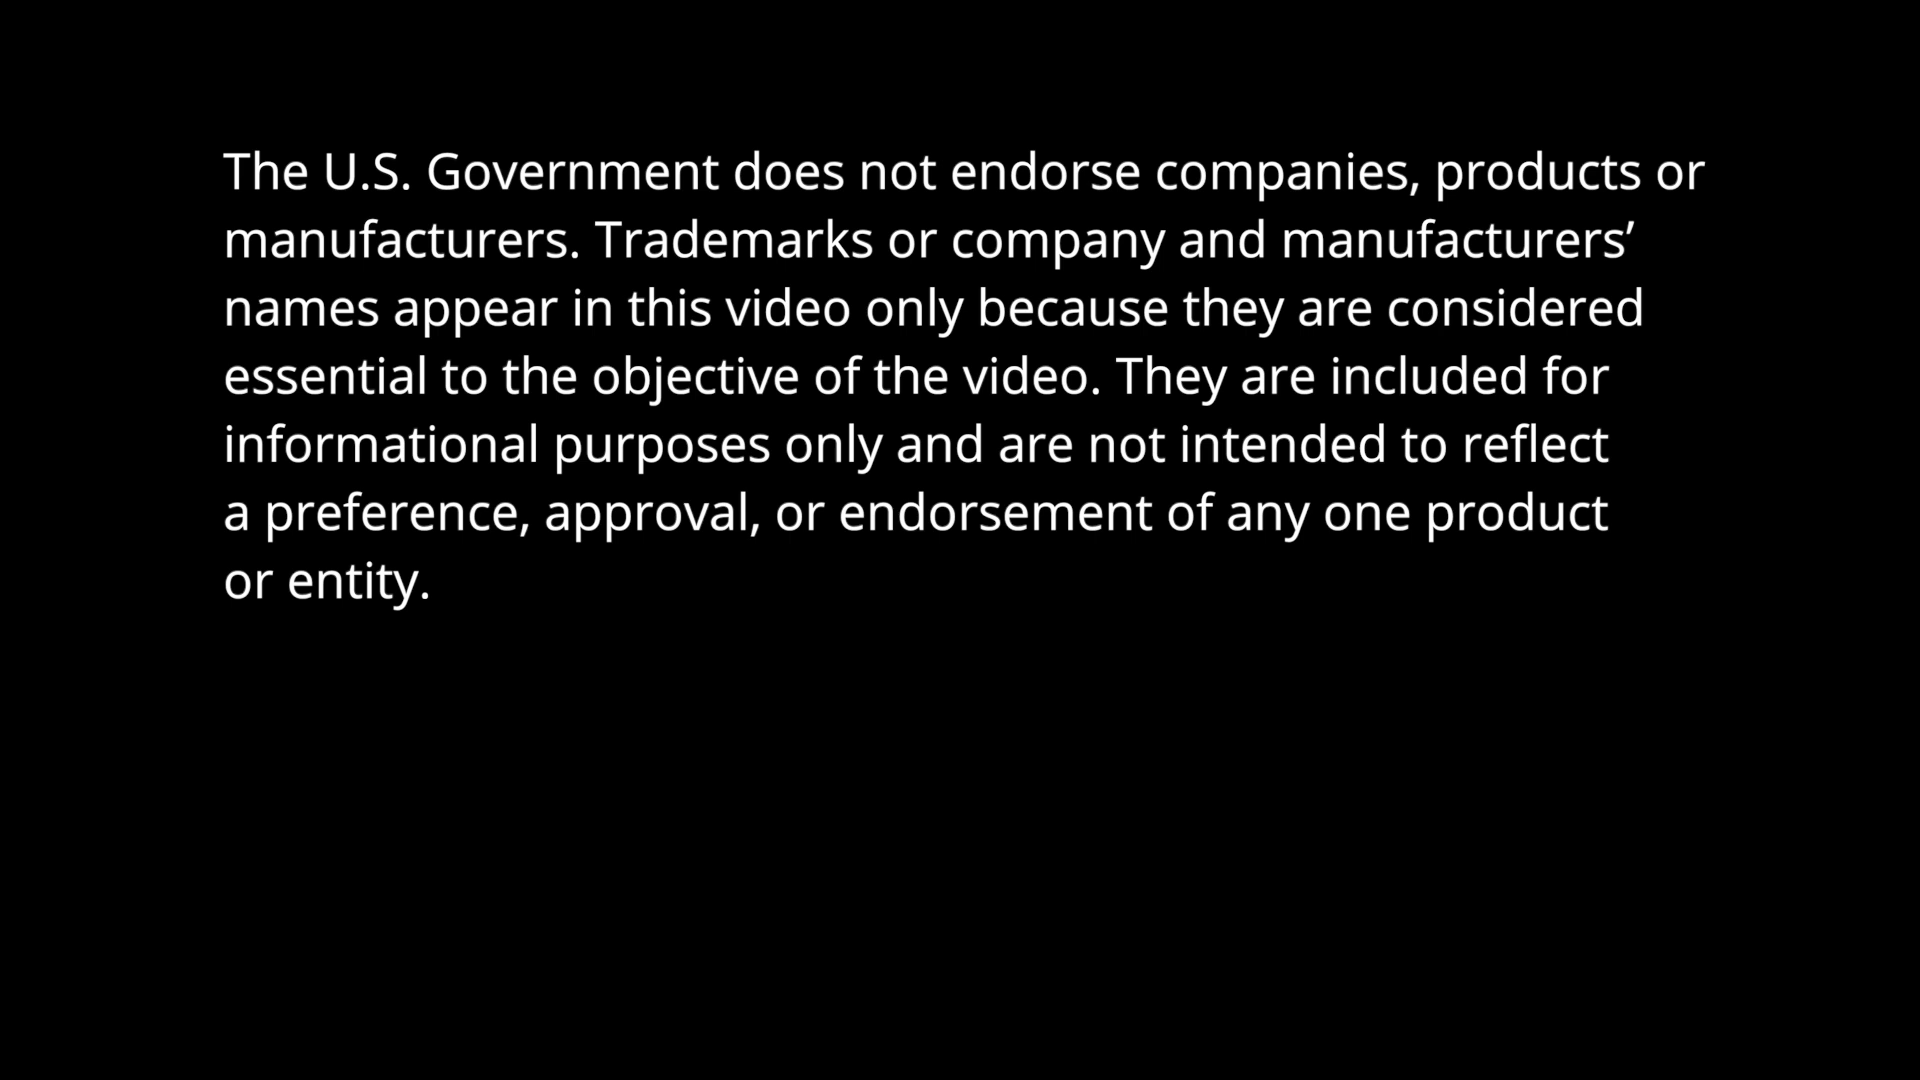 The U.S. Government does not endorse companies, products or
manufacturers. Trademarks or company and manufacturers’
names appear in this video only because they are considered
essential to the objective of the video. They are included for
informational purposes only and are not intended to reflect
a preference, approval, or endorsement of any one product
or entity.